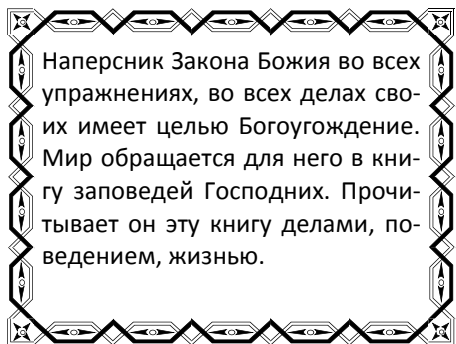 Наперсник Закона Божия во всех
упражнениях, во всех делах сво-
их имеет целью Богоугождение.
Мир обращается для него в кни-
гу заповедей Господних. Прочи-
тывает он эту книгу делами, по-
ведением, жизнью.